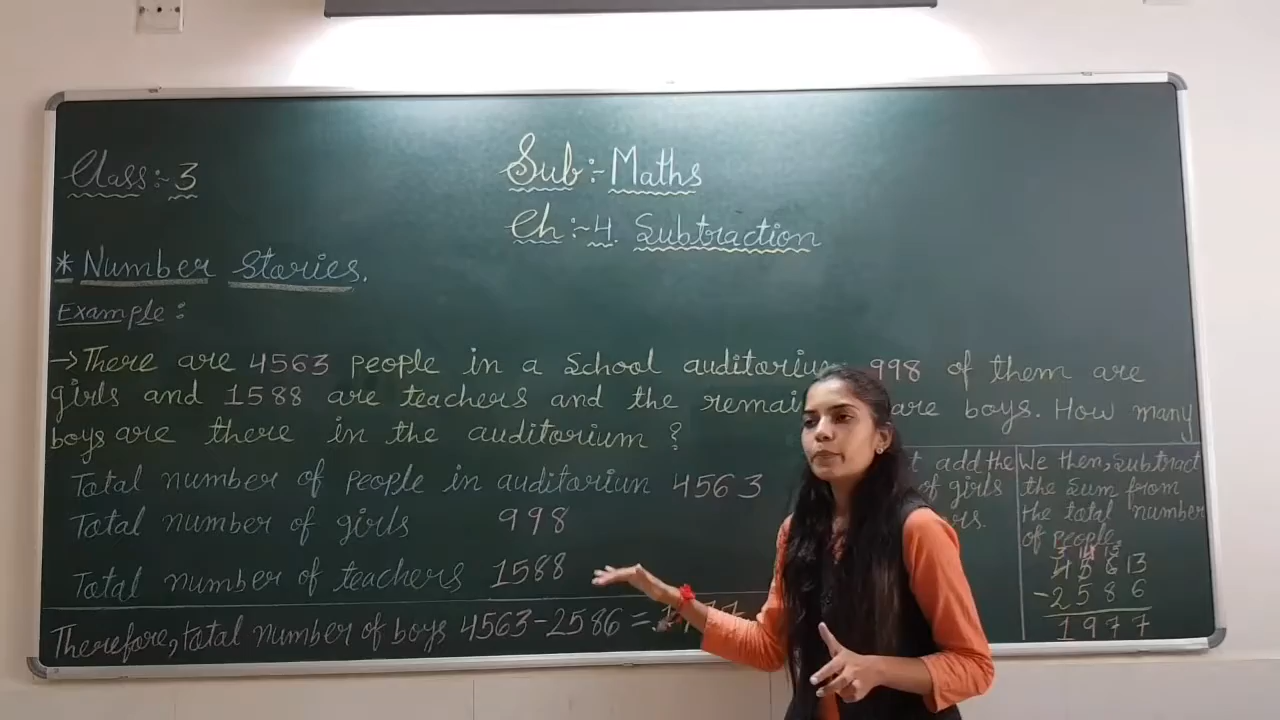 Class:- 3
Sub:- Maths
Ch:- 4. Subtraction
* Number Stories.
Example:
→ There are 4563 people in a School auditorium 998 of them are
girls and 1588 are teachers and the are boys. How many
boys are there in the auditorium ?
Total number of people in auditorium 4563
Total number of girls 998
Total number of teachers 1588
Therefore, total number of boys 4563-2586 =
add the
of girls
We then, subtract
the sum from
the total number
of people.
3 14 15
4 5 6 13
- 2 5 8 6
1 9 7 7